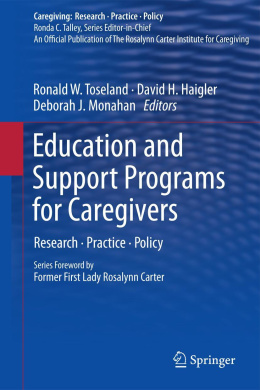 Caregiving: Research · Practice · Policy
Ronda C. Talley, Series Editor-in-Chief
An Official Publication of The Rosalynn Carter Institute for Caregiving
Ronald W. Toseland · David H. Haigler
Deborah J. Monahan Editors
Education and
Support Programs
for Caregivers
Research · Practice · Policy
Series Foreword by
Former First Lady Rosalynn Carter
Springer